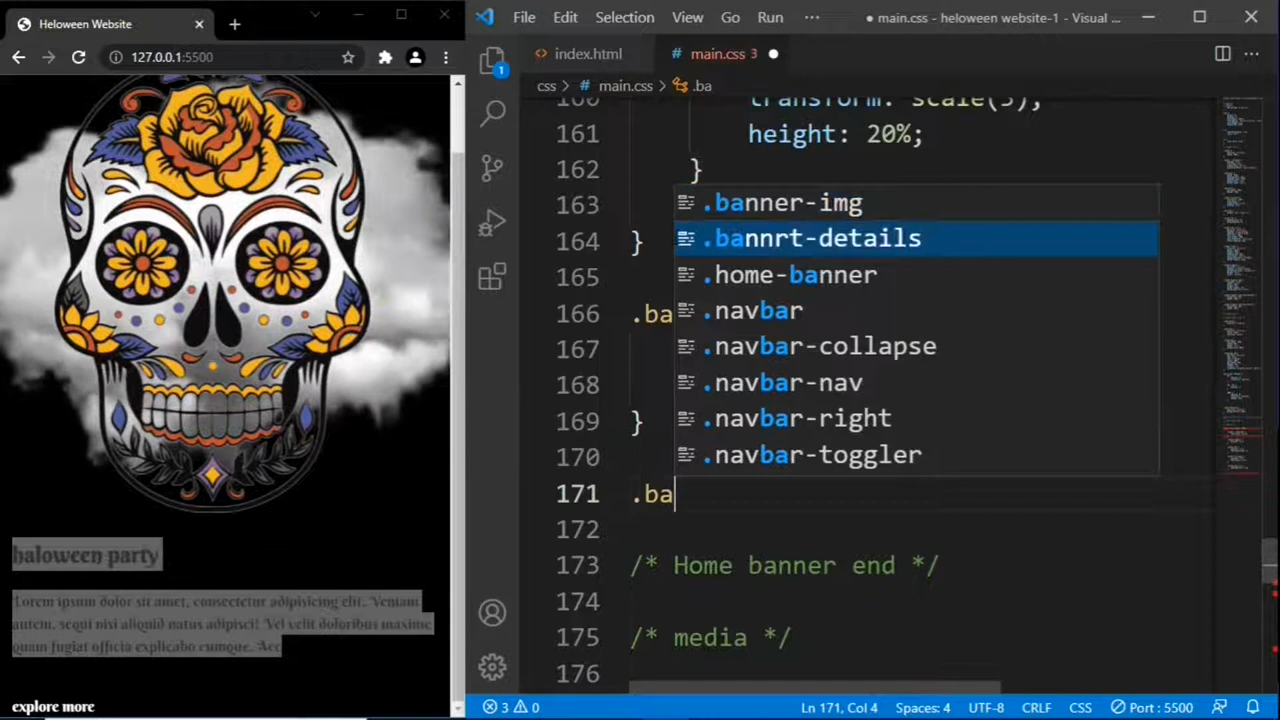 Heloween Website
127.0.0.1:5500
haloween party
Lorem ipsum dolor sit amet, consectetur adipisicing elit. Veniam
autem, sequi nisi aliquid natus adipisci! Vel velit doloribus maxime
quam fugiat officia explicabo cumque. Acc
explore more
File Edit Selection View Go Run ···
● main.css - heloween website-1 - Visual ...
index.html
# main.css 3 ●
css > # main.css > .ba
1
160 transform: scale(5);
161 height: 20%;
162 }
163
164 }
165
166 .ba
167
168
169 }
170
171 .ba
172
173 /* Home banner end */
174
175 /* media */
176
.banner-img
.bannrt-details
.home-banner
.navbar
.navbar-collapse
.navbar-nav
.navbar-right
.navbar-toggler
3 0
Ln 171, Col 4 Spaces: 4 UTF-8 CRLF CSS Port : 5500